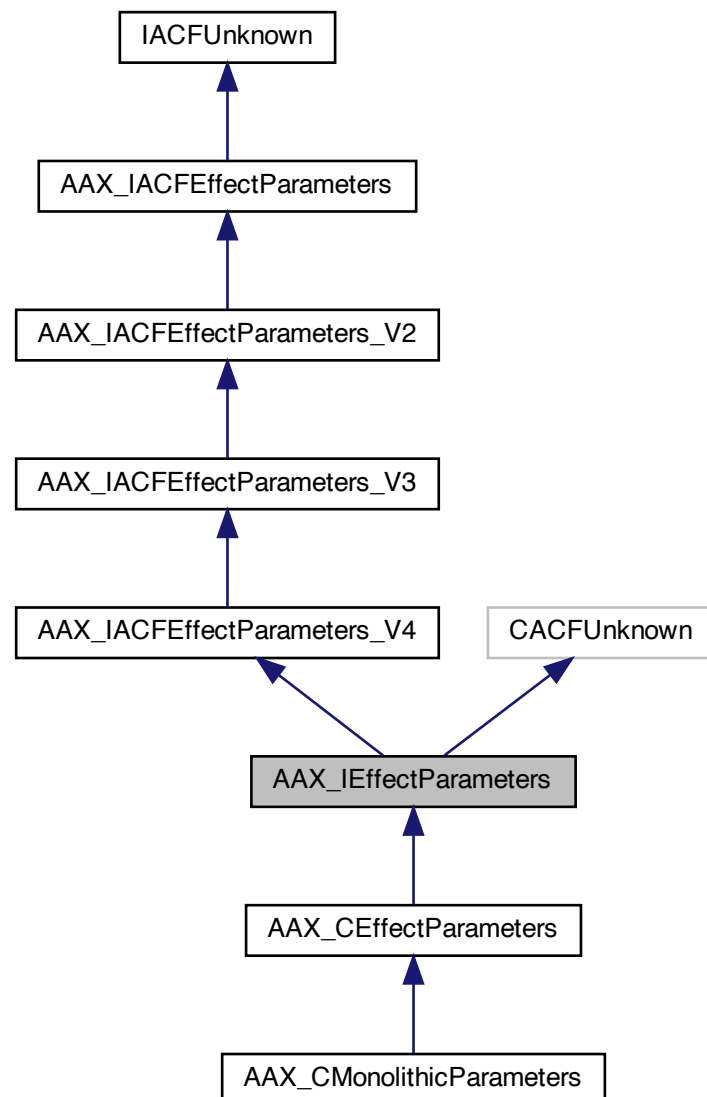 IACFUnknown
AAX_IACFEffectParameters
AAX_IACFEffectParameters_V2
AAX_IACFEffectParameters_V3
AAX_IACFEffectParameters_V4
CACFUnknown
AAX_IEffectParameters
AAX_CEffectParameters
AAX_CMonolithicParameters